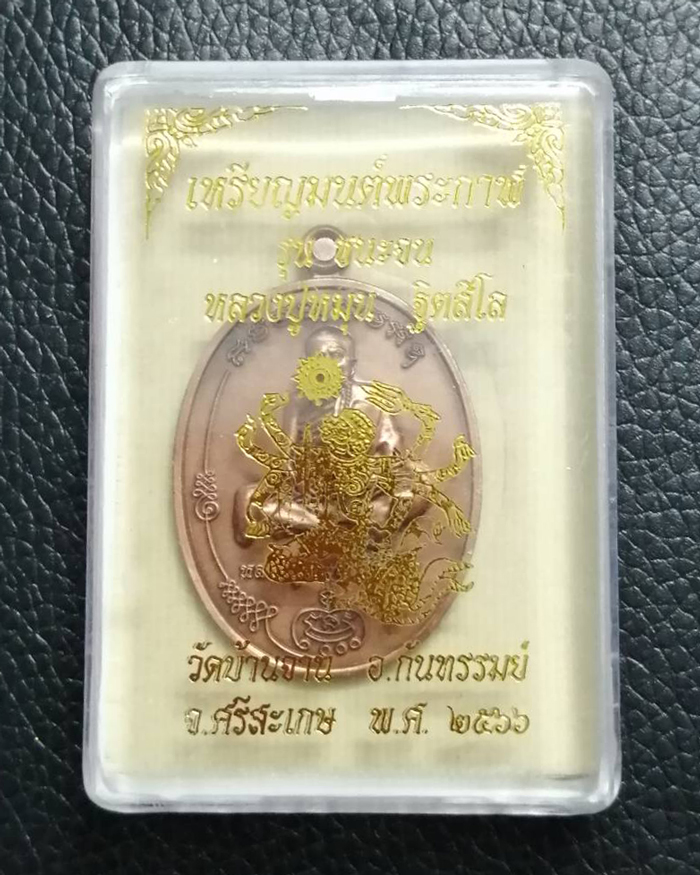 เหรียญมนต์พระกาฬ
รุ่น ชนะจน
หลวงปู่หมุน ฐิตสีโล
วัดบ้านจาน อ.กันทรรมย์
จ.ศรีสะเกษ พ.ศ. ๒๕๖๖